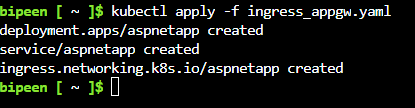 bipeen [ ~ ]$ kubectl apply -f ingress_appgw.yaml
deployment.apps/aspnetapp created
service/aspnetapp created
ingress.networking.k8s.io/aspnetapp created
bipeen [ ~ ]$